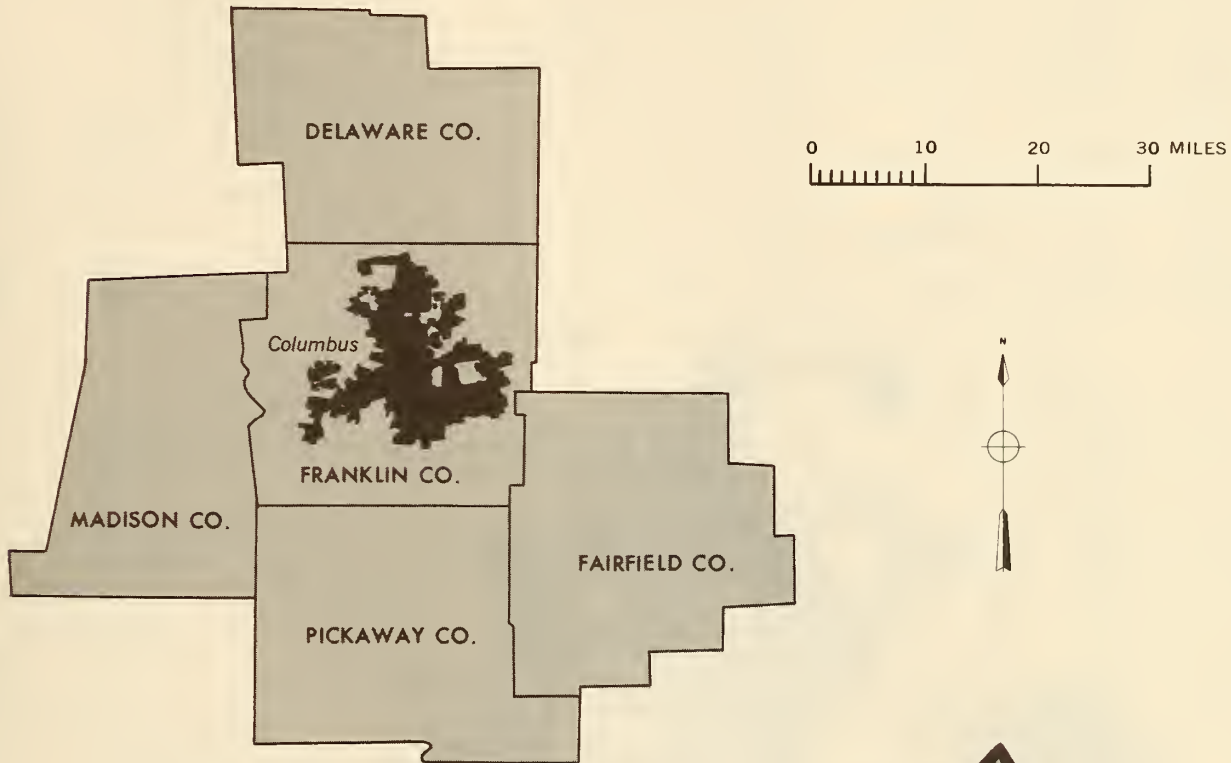 DELAWARE CO.
0 10 20 30 MILES
N
Columbus
FRANKLIN CO.
MADISON CO.
FAIRFIELD CO.
PICKAWAY CO.